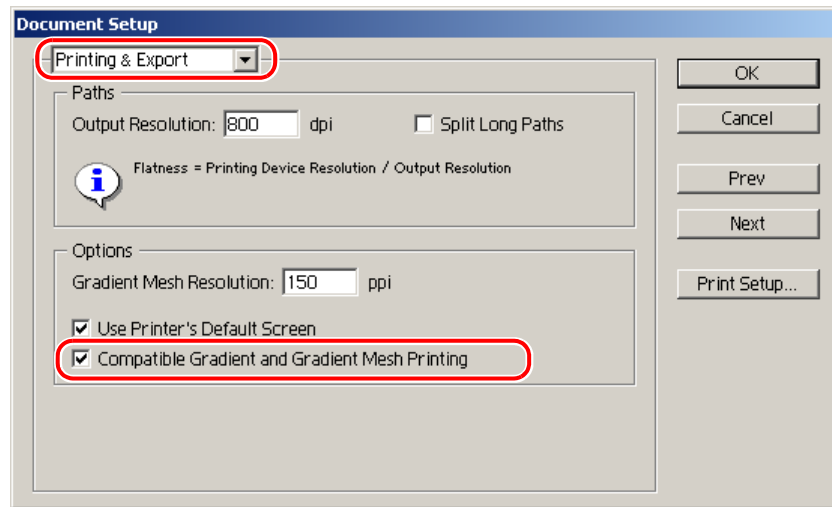 Document Setup
Printing & Export
OK
Paths
Output Resolution: 800 dpi Split Long Paths
Cancel
Flatness = Printing Device Resolution / Output Resolution
Prev
Next
Options
Gradient Mesh Resolution: 150 ppi
Print Setup...
Use Printer's Default Screen
Compatible Gradient and Gradient Mesh Printing